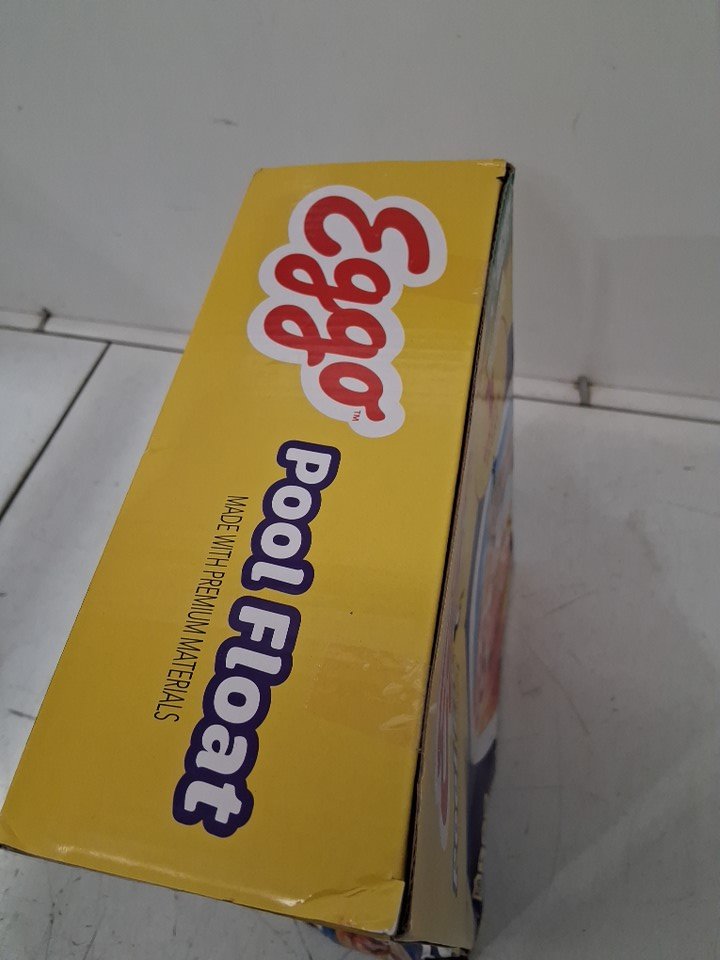 Eggo™
Pool Float
MADE WITH PREMIUM MATERIALS